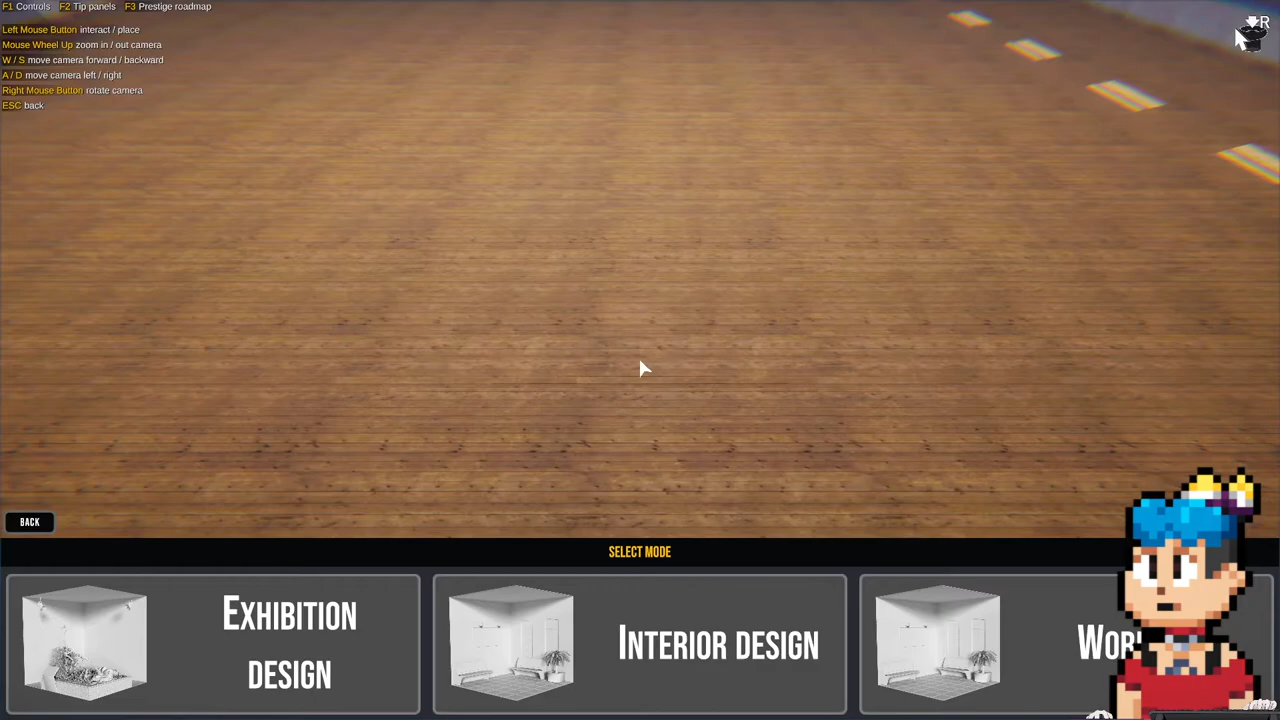 F1 Controls F2 Tip panels F3 Prestige roadmap
R
Left Mouse Button interact / place
Mouse Wheel Up zoom in / out camera
W / S move camera forward / backward
A / D move camera left / right
Right Mouse Button rotate camera
ESC back
BACK
SELECT MODE
EXHIBITION
DESIGN
INTERIOR DESIGN